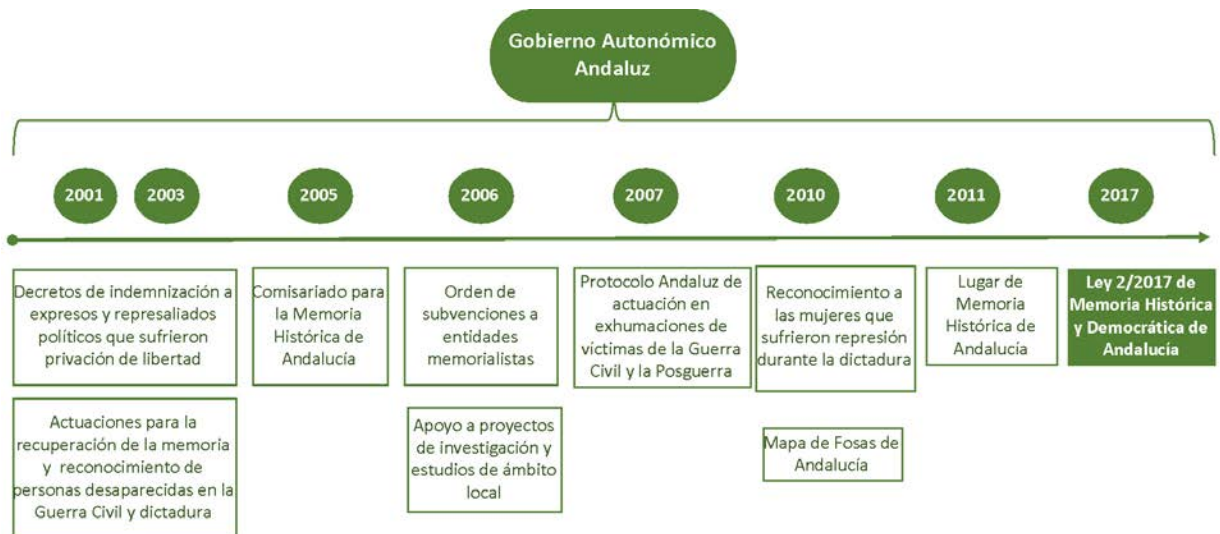 Gobierno Autonómico
Andaluz
2001
2003
2005
2006
2007
2010
2011
2017
Decretos de indemnización a
expresos y represaliados
políticos que sufrieron
privación de libertad
Comisariado para
la Memoria
Histórica de
Andalucía
Orden de
subvenciones a
entidades
memorialistas
Protocolo Andaluz de
actuación en
exhumaciones de
víctimas de la Guerra
Civil y la Posguerra
Reconocimiento a
las mujeres que
sufrieron represión
durante la dictadura
Lugar de
Memoria
Histórica de
Andalucía
Ley 2/2017 de
Memoria Histórica
y Democrática de
Andalucía
Actuaciones para la
recuperación de la memoria
y reconocimiento de
personas desaparecidas en la
Guerra Civil y dictadura
Apoyo a proyectos
de investigación y
estudios de ámbito
local
Mapa de Fosas de
Andalucía